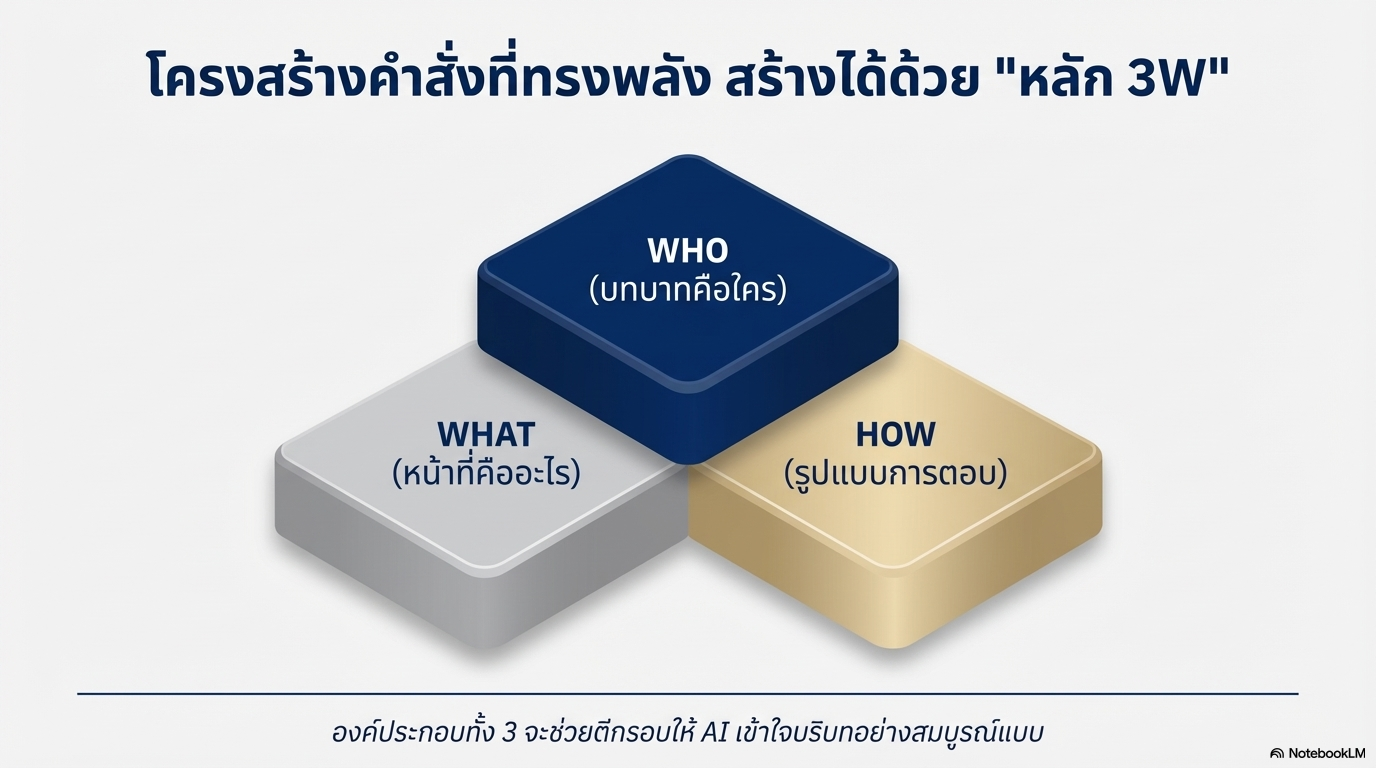 โครงสร้างคำสั่งที่ทรงพลัง สร้างได้ด้วย "หลัก 3W"
WHO
(บทบาทคือใคร)
WHAT
(หน้าที่คืออะไร)
HOW
(รูปแบบการตอบ)
องค์ประกอบทั้ง 3 จะช่วยตีกรอบให้ AI เข้าใจบริบทอย่างสมบูรณ์แบบ
NotebookLM